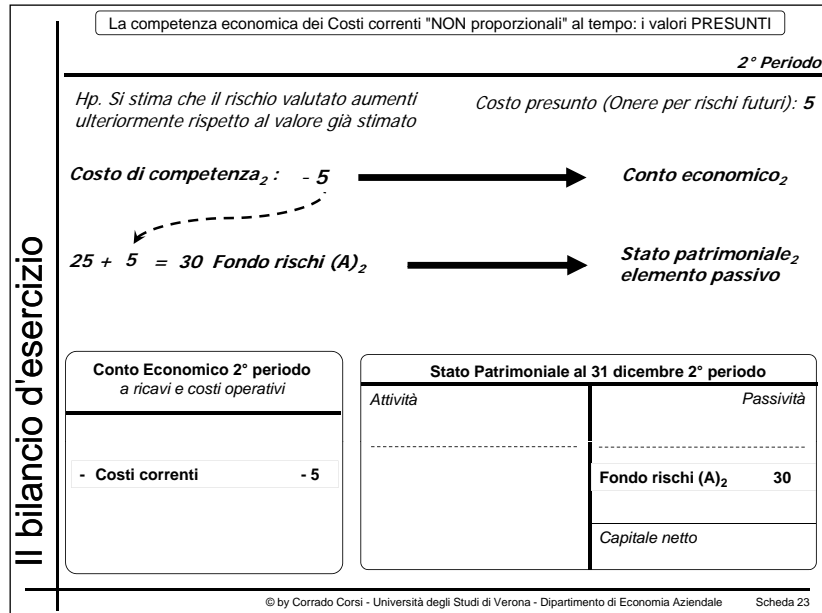 La competenza economica dei Costi correnti "NON proporzionali" al tempo: i valori PRESUNTI
2° Periodo
Hp. Si stima che il rischio valutato aumenti
ulteriormente rispetto al valore già stimato
Costo presunto (Onere per rischi futuri): 5
Costo di competenza2 : - 5
Conto economico2
25 + 5 = 30 Fondo rischi (A)2
Stato patrimoniale2
elemento passivo
Il bilancio d'esercizio
Conto Economico 2° periodo
a ricavi e costi operativi
- Costi correnti - 5
Stato Patrimoniale al 31 dicembre 2° periodo
Attività Passività
Fondo rischi (A)2 30
Capitale netto
© by Corrado Corsi - Università degli Studi di Verona - Dipartimento di Economia Aziendale Scheda 23